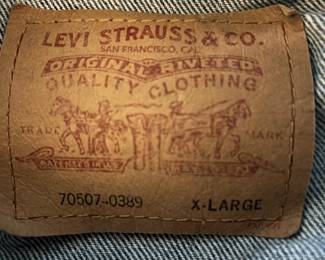 LEVI STRAUSS & CO.
SAN FRANCISCO, CAL.
ORIGINAL RIVETED
QUALITY CLOTHING
TRADE MARK
70507-0389 X-LARGE